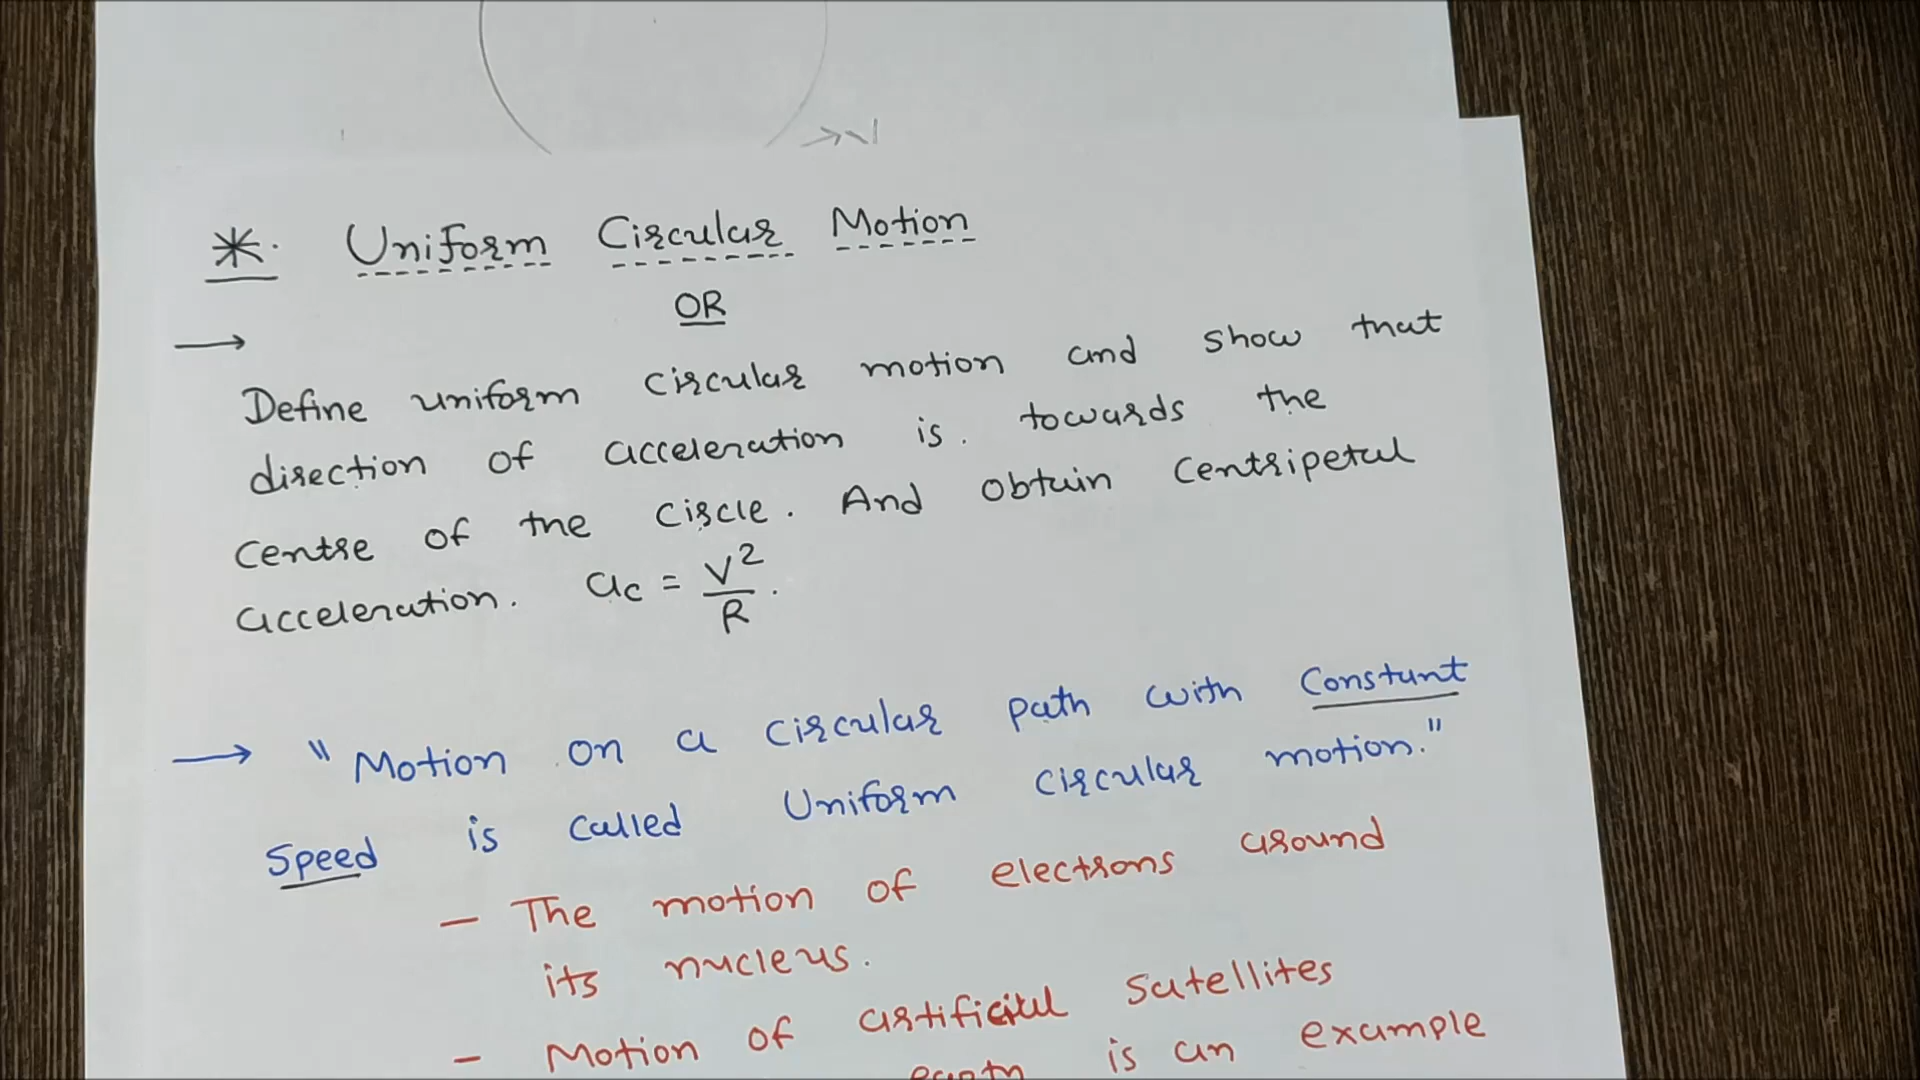 → V
*. Uniform Circular Motion
OR
→
Define uniform circular motion and show that
direction of acceleration is. towards the
centre of the circle. And obtain centripetal
acceleration. ac = V²/R.
→ "Motion on a circular path with Constant
Speed is called Uniform circular motion."
– The motion of electrons around
its nucleus.
– Motion of artificial satellites
earth is an example